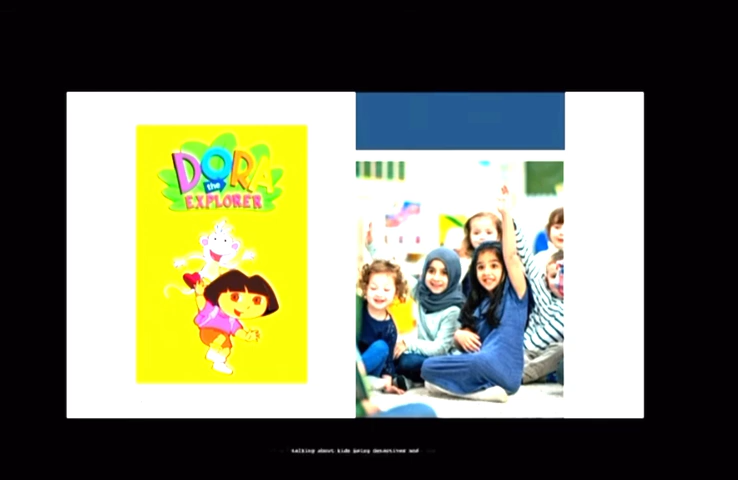 DORA
the
EXPLORER
talking about kids being detectives and